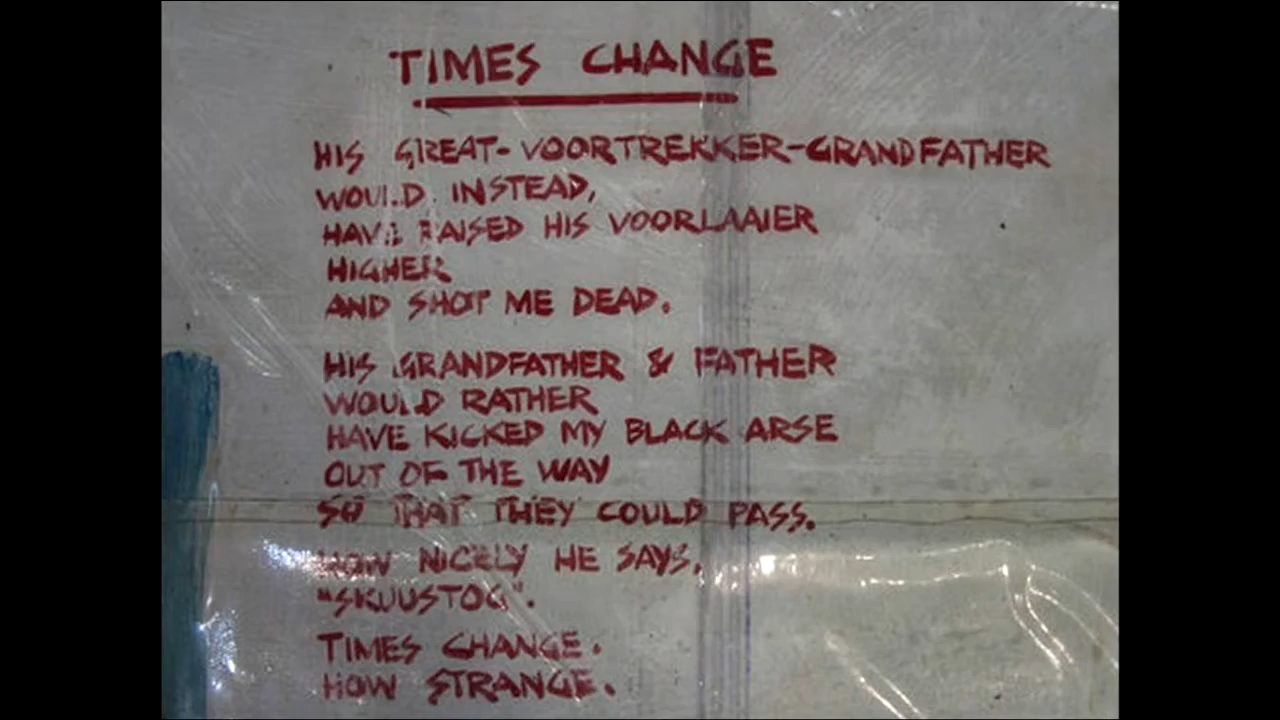 TIMES CHANGE
HIS GREAT-VOORTREKKER-GRANDFATHER
WOULD INSTEAD,
HAVE RAISED HIS VOORLAAIER
HIGHER
AND SHOT ME DEAD.
HIS GRANDFATHER & FATHER
WOULD RATHER
HAVE KICKED MY BLACK ARSE
OUT OF THE WAY
SO THAT THEY COULD PASS.
HOW NICELY HE SAYS,
"SKUUSTOG".
TIMES CHANGE.
HOW STRANGE.